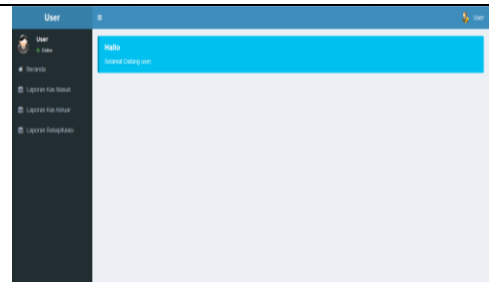 User
User
User
Online
Hallo
Selamat Datang user.
Beranda
Laporan Kas Masuk
Laporan Kas Keluar
Laporan Rekapitulasi